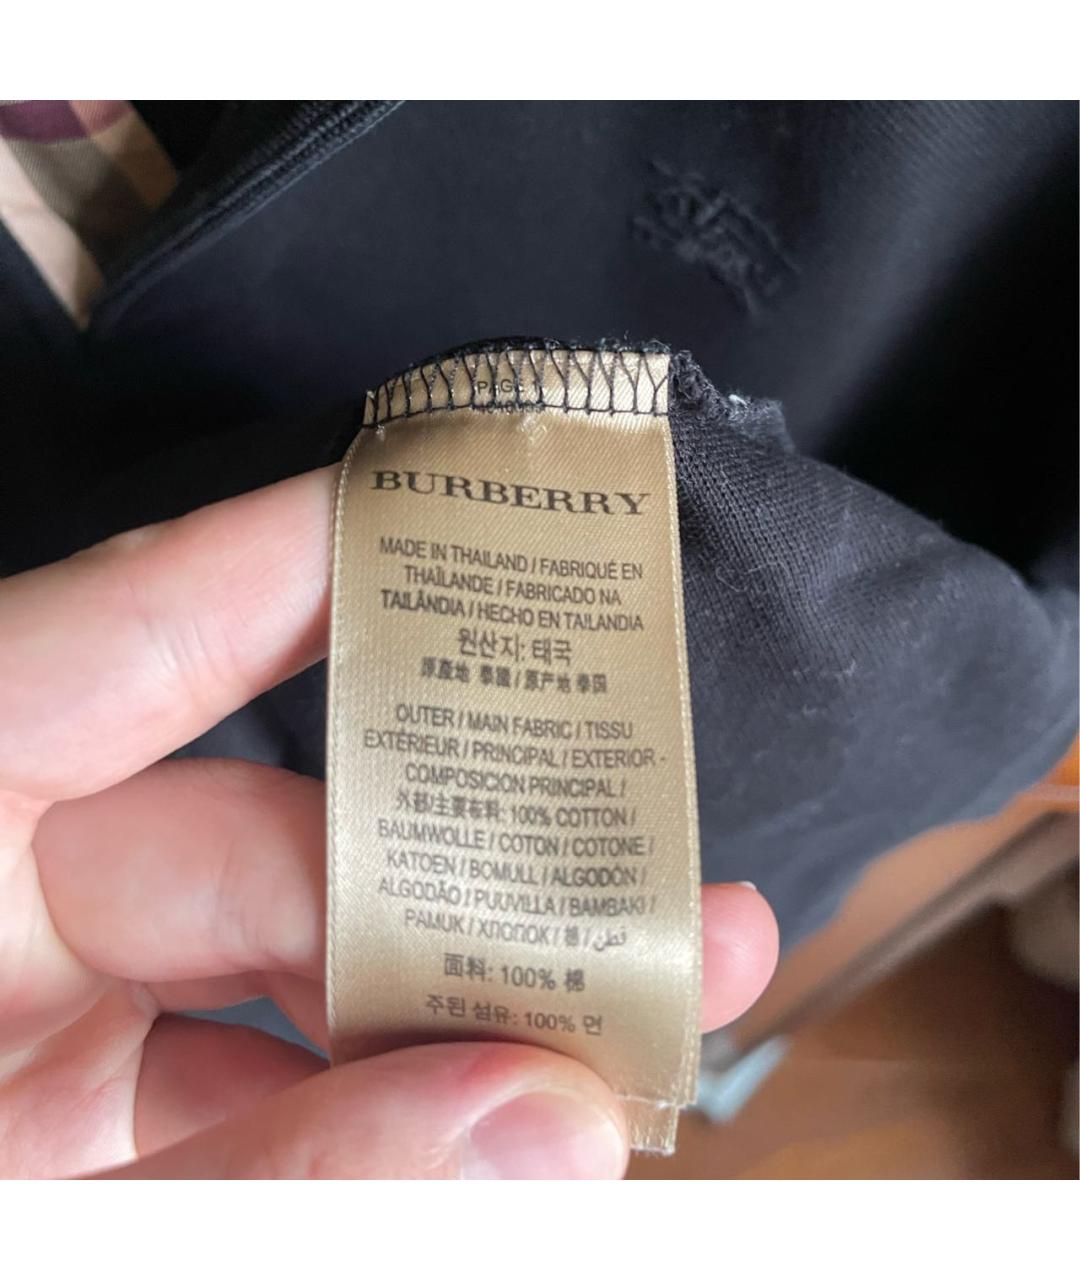 PAGE 1
BURBERRY
MADE IN THAILAND / FABRIQUÉ EN
THAÏLANDE / FABRICADO NA
TAILÂNDIA / HECHO EN TAILANDIA
원산지: 태국
原產地 泰國 / 原产地 泰国
OUTER / MAIN FABRIC / TISSU
EXTÉRIEUR / PRINCIPAL / EXTERIOR -
COMPOSICION PRINCIPAL /
外部/主要布料: 100% COTTON /
BAUMWOLLE / COTON / COTONE /
KATOEN / BOMULL / ALGODÓN /
ALGODÃO / PUUVILLA / BAMBAKI /
PAMUK / ХЛОПОК / 棉 / قطن
面料: 100% 棉
주된 섬유: 100% 면